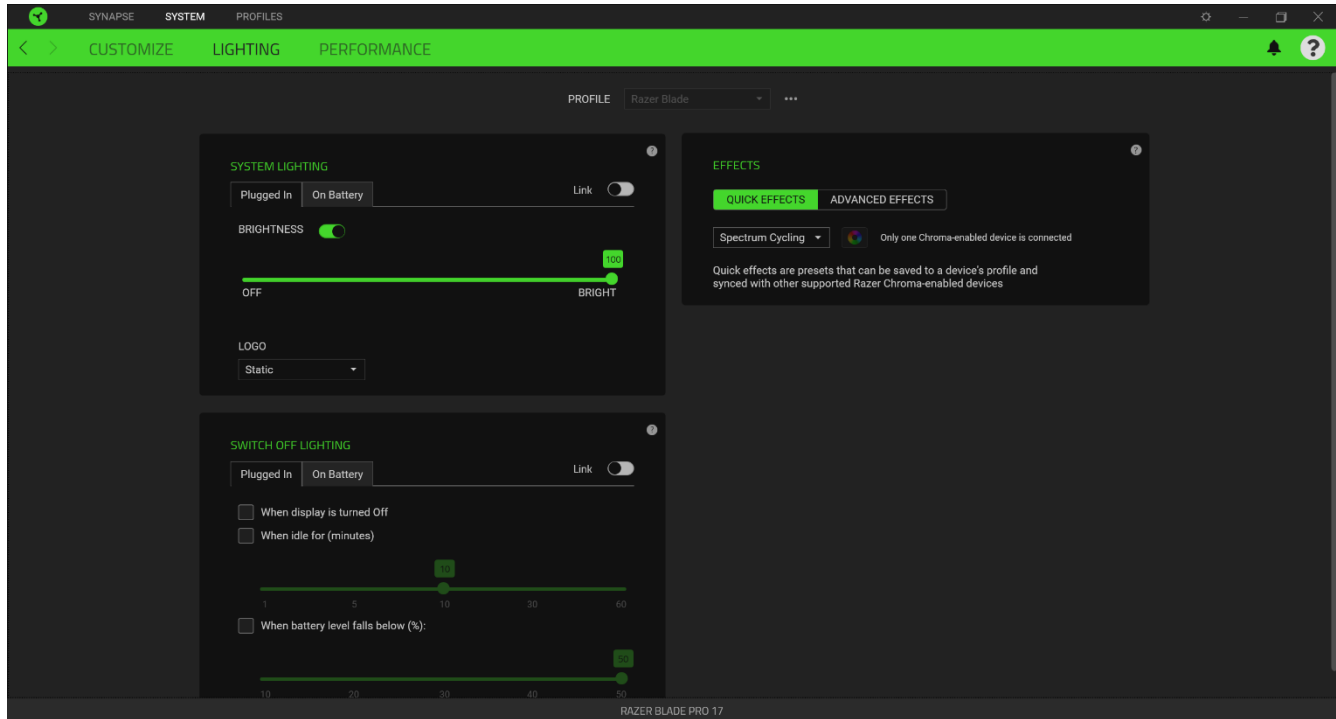 SYNAPSE SYSTEM PROFILES
CUSTOMIZE LIGHTING PERFORMANCE
?
PROFILE Razer Blade
?
SYSTEM LIGHTING
Plugged In On Battery Link
BRIGHTNESS
100
OFF BRIGHT
LOGO
Static
?
EFFECTS
QUICK EFFECTS ADVANCED EFFECTS
Spectrum Cycling Only one Chroma-enabled device is connected
Quick effects are presets that can be saved to a device's profile and
synced with other supported Razer Chroma-enabled devices
?
SWITCH OFF LIGHTING
Plugged In On Battery Link
When display is turned Off
When idle for (minutes)
10
1 5 10 30 60
When battery level falls below (%):
50
10 20 30 40 50
RAZER BLADE PRO 17